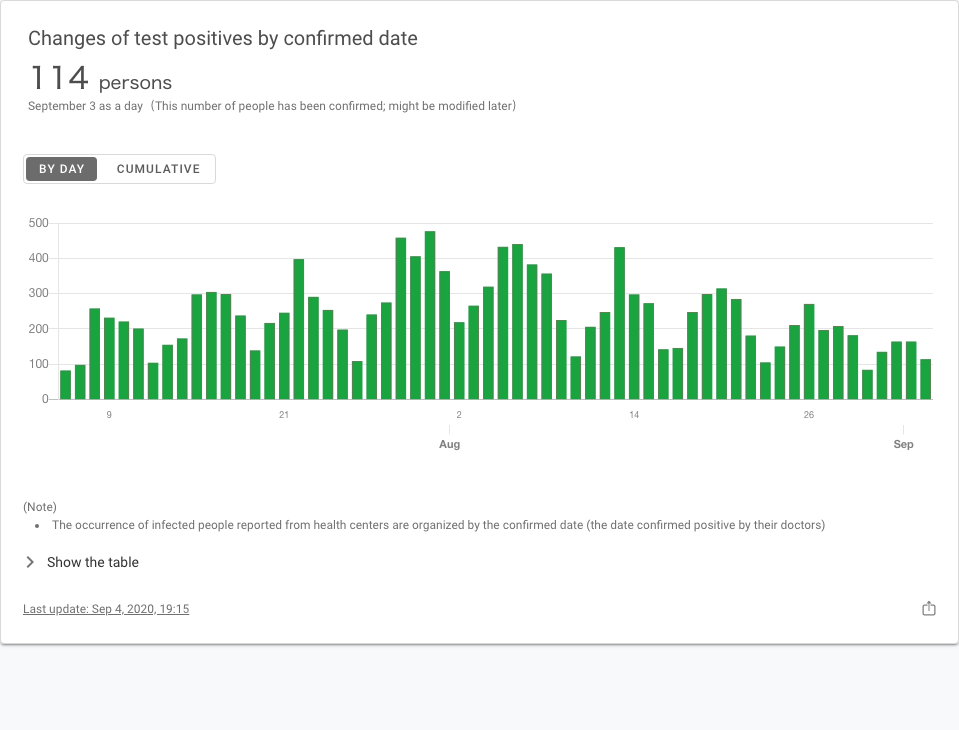 Changes of test positives by confirmed date
114 persons
September 3 as a day（This number of people has been confirmed; might be modified later）
BY DAY CUMULATIVE
500
400
300
200
100
0
9 21 2 14 26
Aug Sep
(Note)
• The occurrence of infected people reported from health centers are organized by the confirmed date (the date confirmed positive by their doctors)
Show the table
Last update: Sep 4, 2020, 19:15